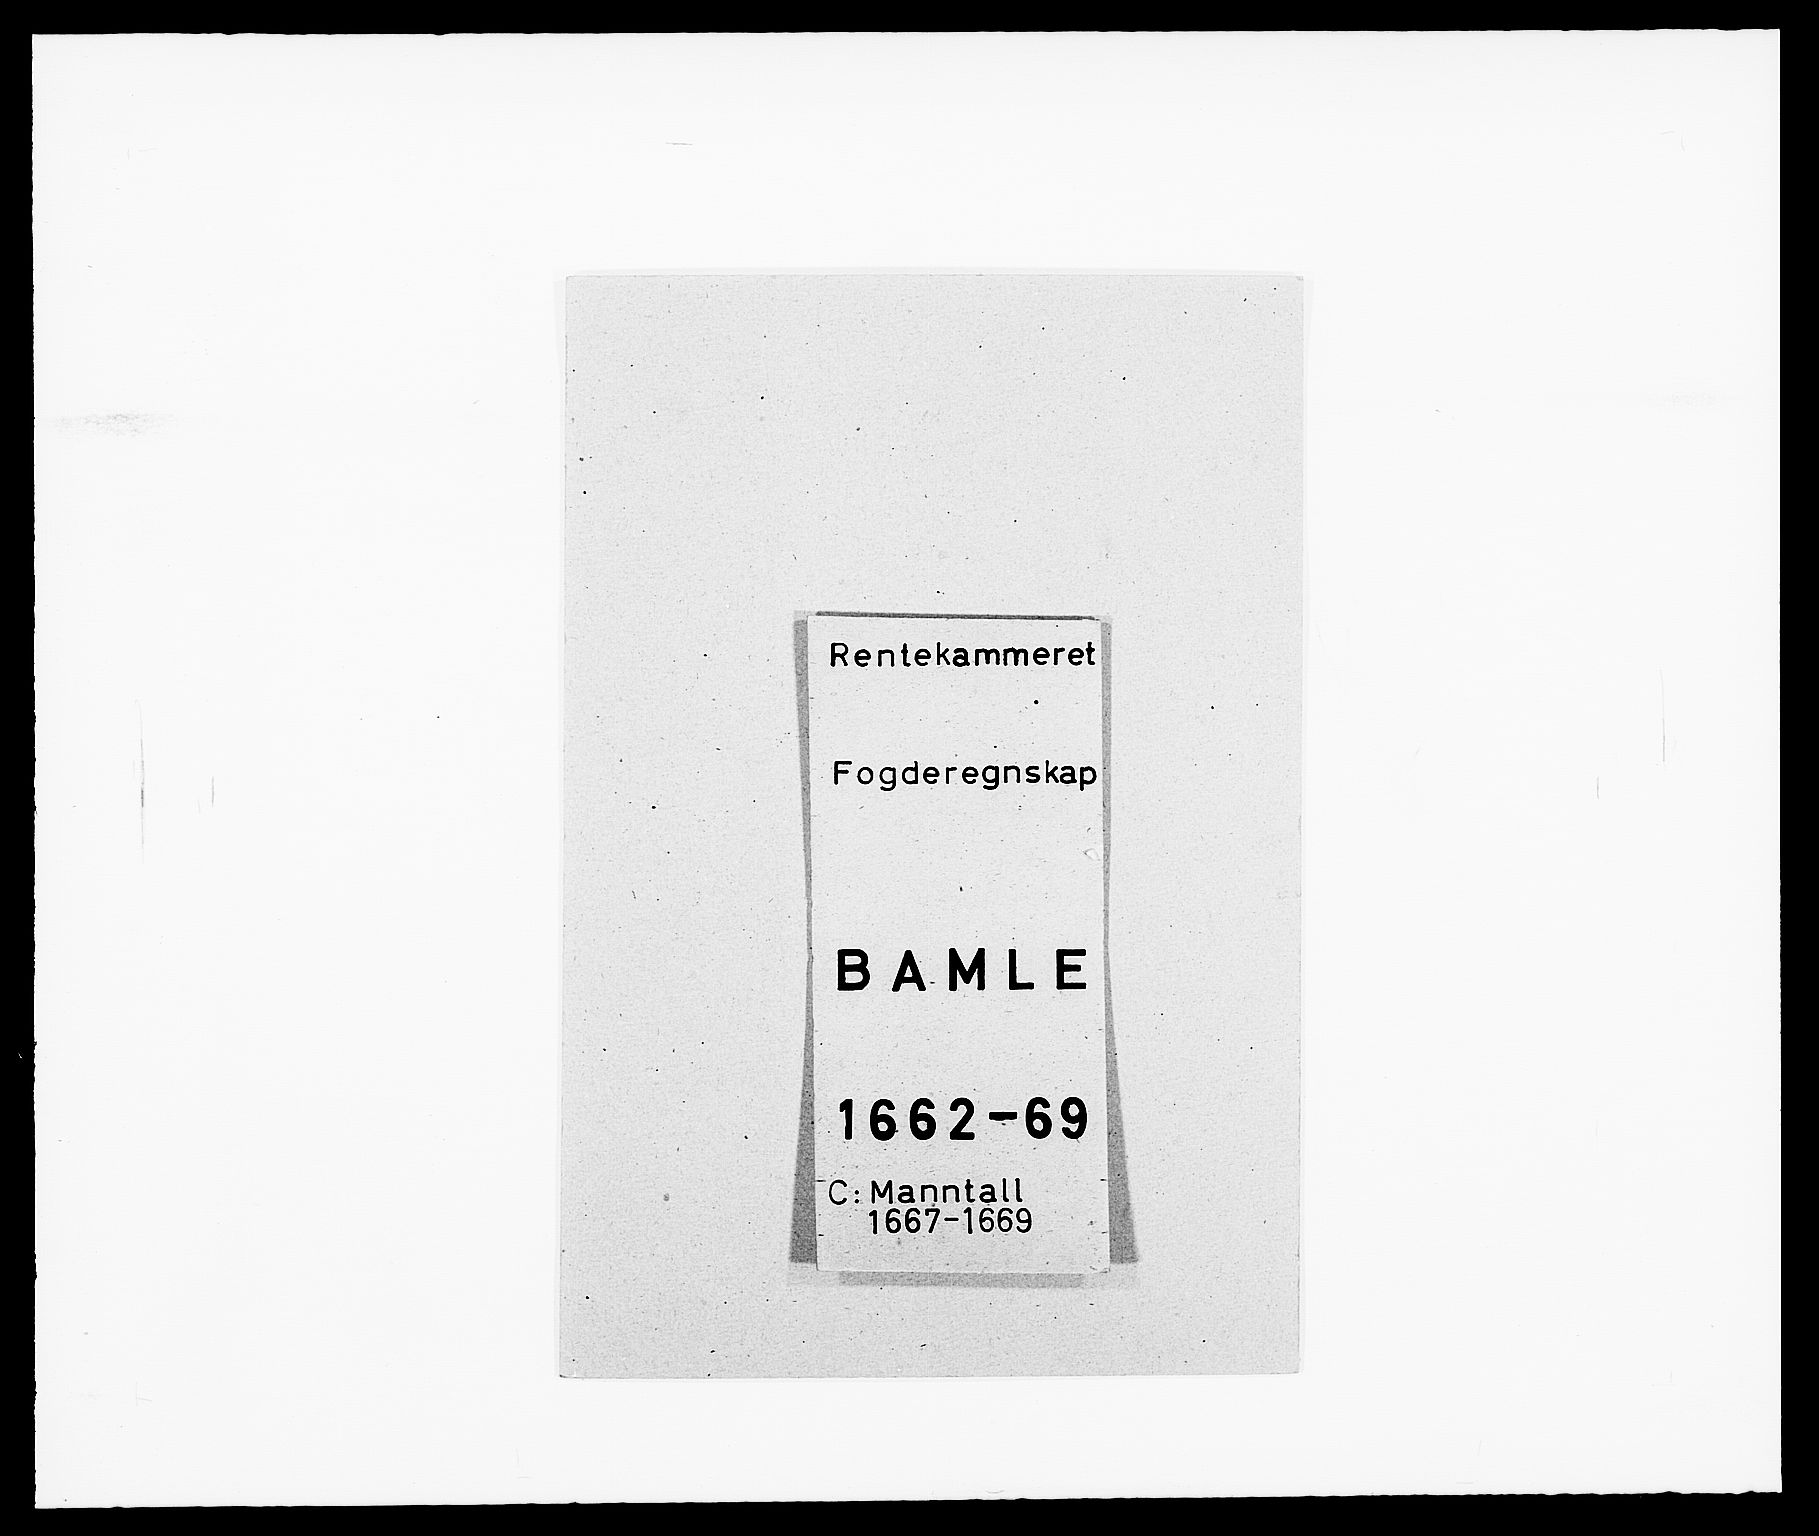 Rentekammeret
Fogderegnskap
BAMLE
1662-69
C: Manntall
1667-1669